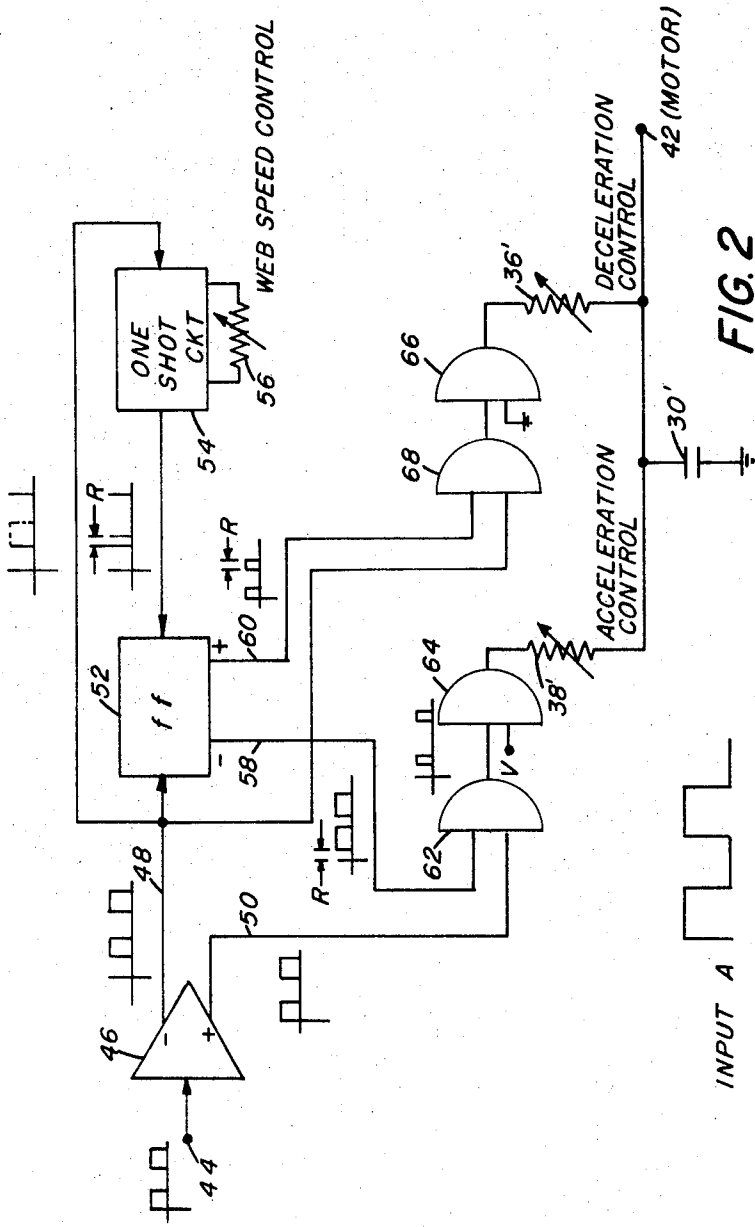 ONE
SHOT
CKT
54
56
WEB SPEED CONTROL
R
52
f f
+
-
60
58
R
48
46
-
+
50
44
R
62
64
V
38'
ACCELERATION
CONTROL
68
66
36'
DECELERATION
CONTROL
30'
42 (MOTOR)
INPUT A
FIG. 2